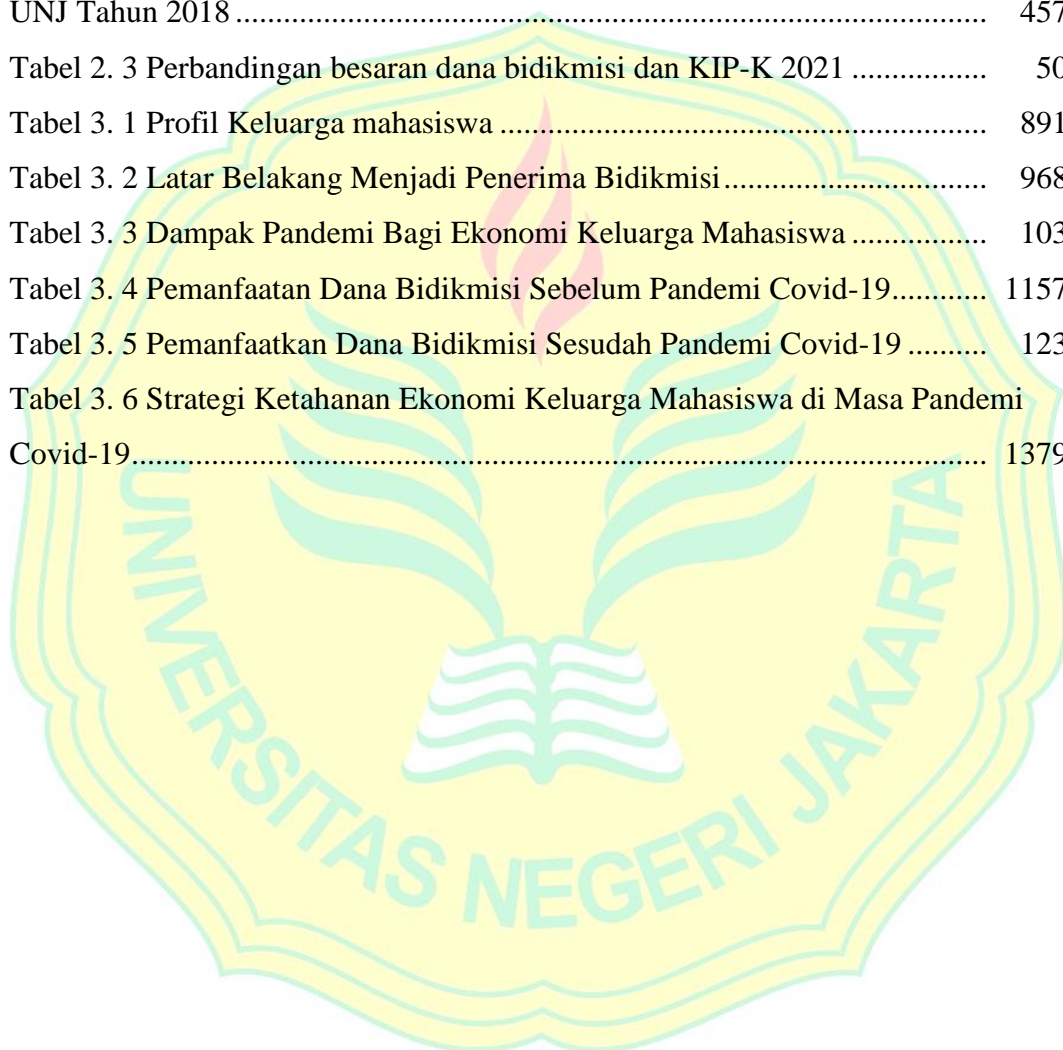 UNJ Tahun 2018 ........................................................................................ 457
Tabel 2. 3 Perbandingan besaran dana bidikmisi dan KIP-K 2021 ................ 50
Tabel 3. 1 Profil Keluarga mahasiswa ......................................................... 891
Tabel 3. 2 Latar Belakang Menjadi Penerima Bidikmisi ............................... 968
Tabel 3. 3 Dampak Pandemi Bagi Ekonomi Keluarga Mahasiswa ................ 103
Tabel 3. 4 Pemanfaatan Dana Bidikmisi Sebelum Pandemi Covid-19........... 1157
Tabel 3. 5 Pemanfaatkan Dana Bidikmisi Sesudah Pandemi Covid-19 .......... 123
Tabel 3. 6 Strategi Ketahanan Ekonomi Keluarga Mahasiswa di Masa Pandemi
Covid-19.................................................................................................... 1379
UNIVERSITAS NEGERI JAKARTA